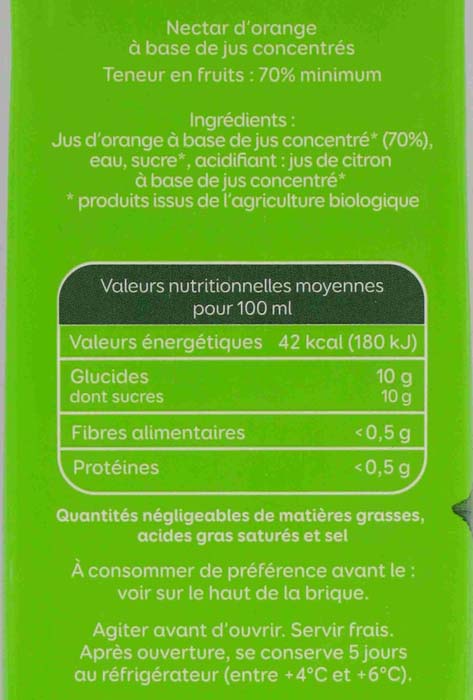 Nectar d'orange
à base de jus concentrés
Teneur en fruits : 70% minimum
Ingrédients :
Jus d'orange à base de jus concentré* (70%),
eau, sucre*, acidifiant : jus de citron
à base de jus concentré*
* produits issus de l'agriculture biologique
Valeurs nutritionnelles moyennes
pour 100 ml
Valeurs énergétiques 42 kcal (180 kJ)
Glucides 10 g
dont sucres 10 g
Fibres alimentaires <0,5 g
Protéines <0,5 g
Quantités négligeables de matières grasses,
acides gras saturés et sel
À consommer de préférence avant le :
voir sur le haut de la brique.
Agiter avant d'ouvrir. Servir frais.
Après ouverture, se conserve 5 jours
au réfrigérateur (entre +4°C et +6°C).